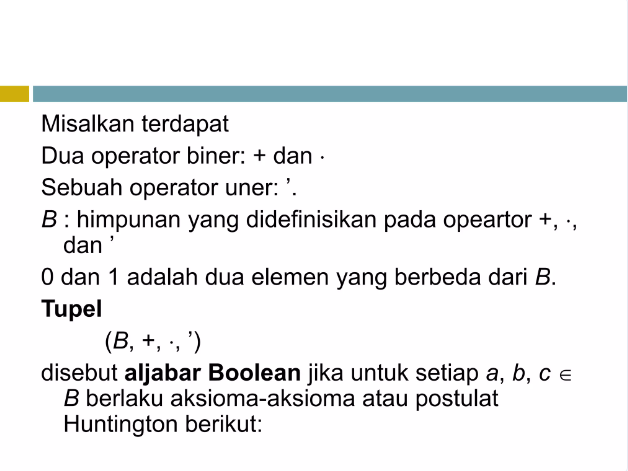 Misalkan terdapat
Dua operator biner: + dan ⋅
Sebuah operator uner: ’.
B : himpunan yang didefinisikan pada opeartor +, ⋅,
dan ’
0 dan 1 adalah dua elemen yang berbeda dari B.
Tupel
(B, +, ⋅, ’)
disebut aljabar Boolean jika untuk setiap a, b, c ∈
B berlaku aksioma-aksioma atau postulat
Huntington berikut: